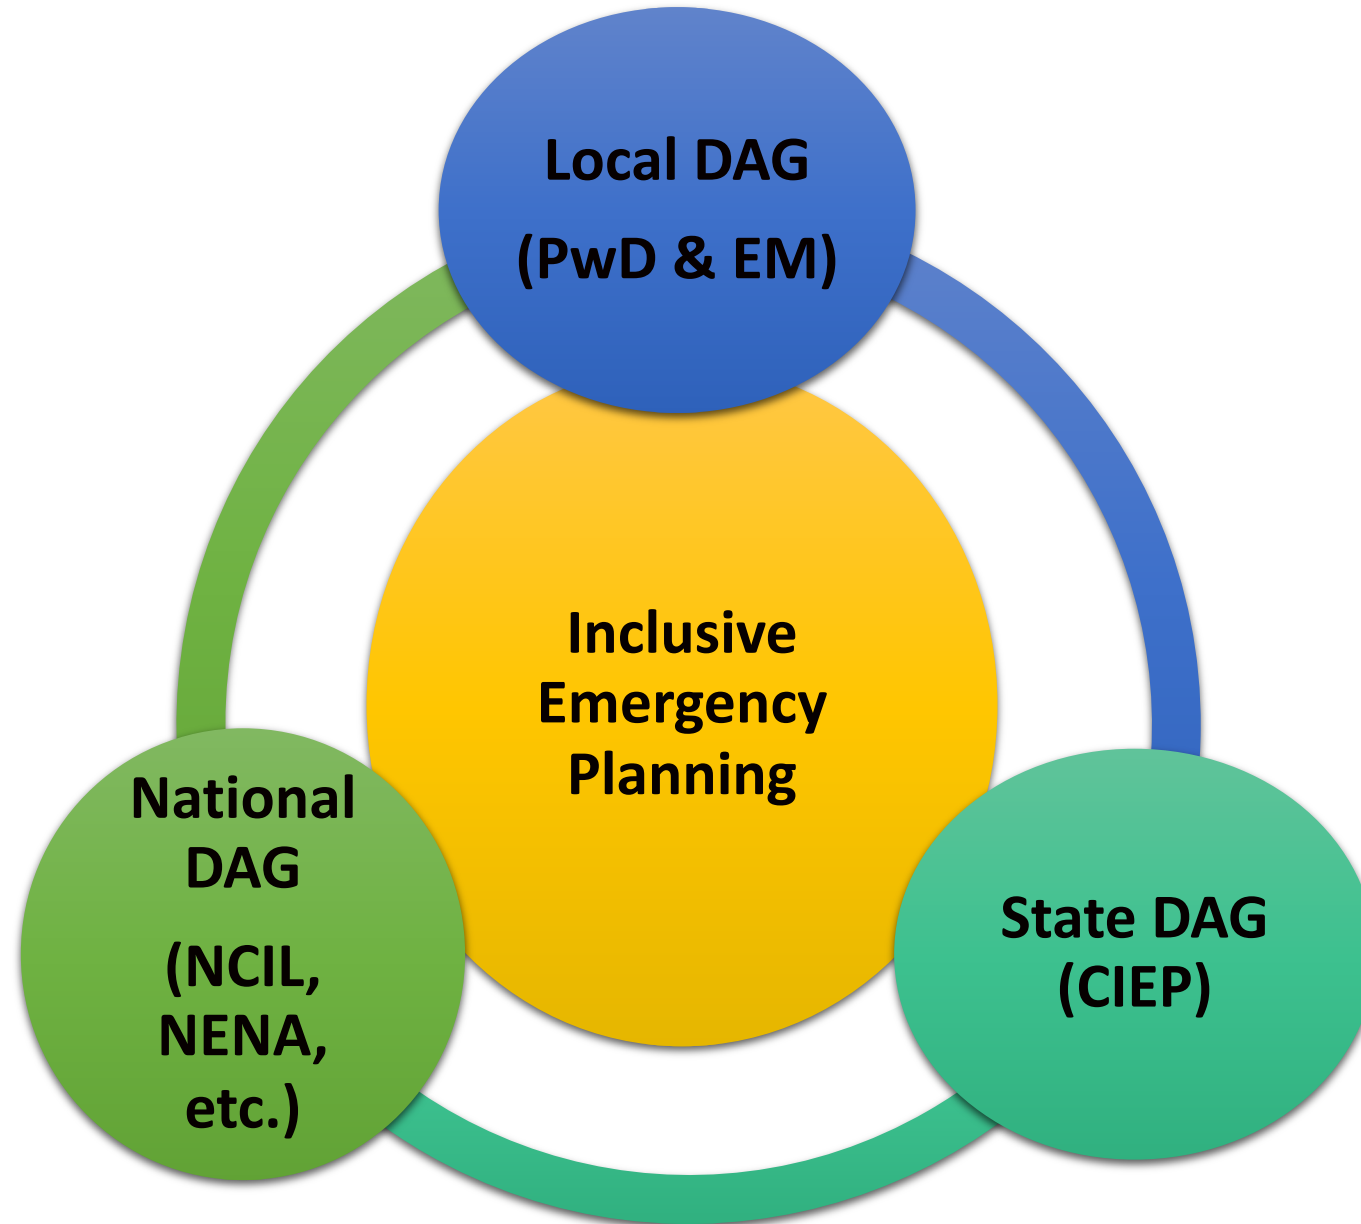 Local DAG
(PwD & EM)
Inclusive
Emergency
Planning
National
DAG
(NCIL,
NENA,
etc.)
State DAG
(CIEP)